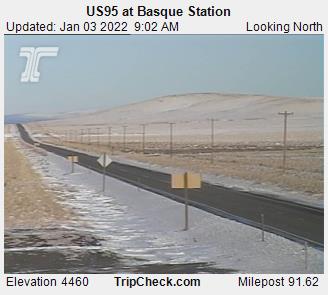 US95 at Basque Station
Updated: Jan 03 2022 9:02 AM Looking North
Elevation 4460 TripCheck.com Milepost 91.62